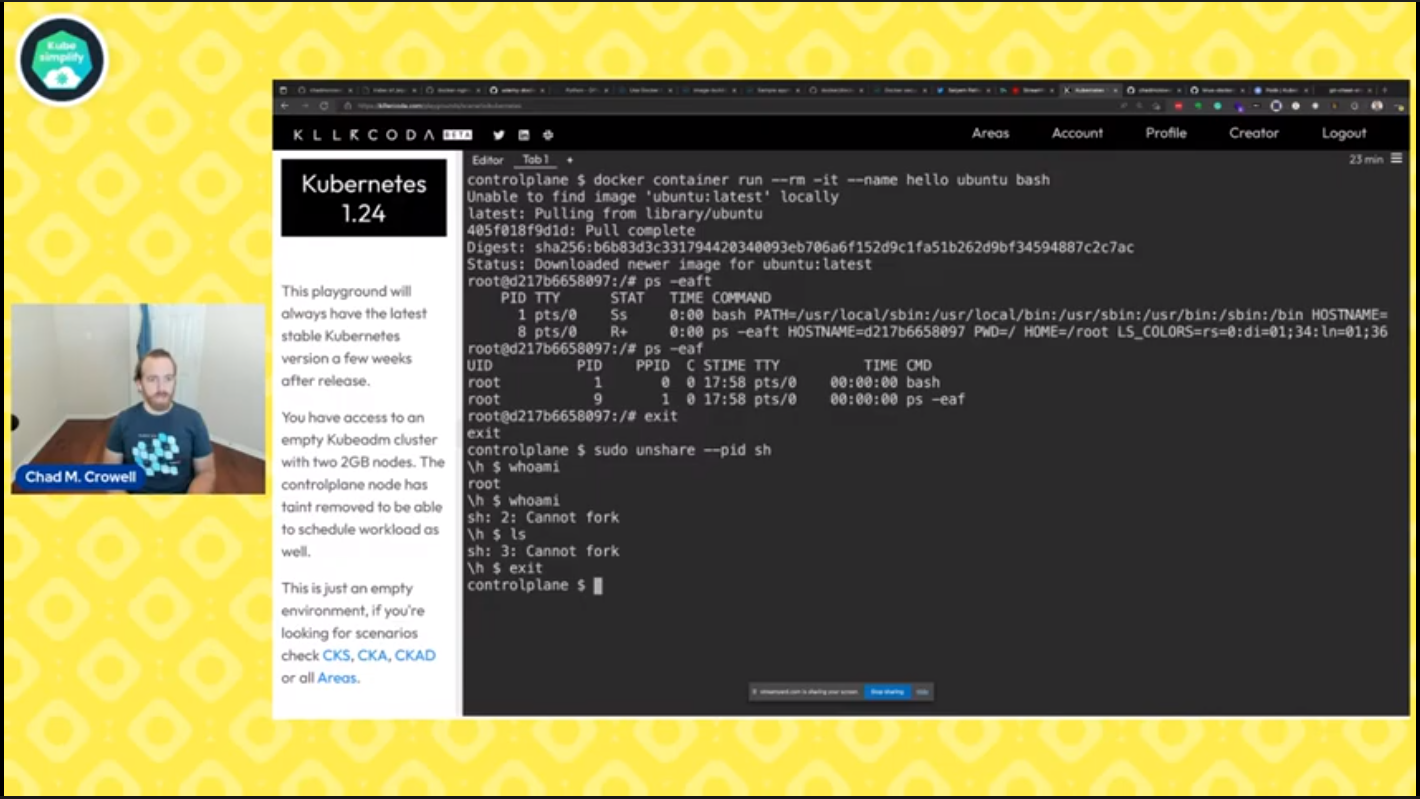 Kube
simplify
KLLRCODA BETA
Areas Account Profile Creator Logout
Kubernetes
1.24
This playground will
always have the latest
stable Kubernetes
version a few weeks
after release.
You have access to an
empty Kubeadm cluster
with two 2GB nodes. The
controlplane node has
taint removed to be able
to schedule workload as
well.
This is just an empty
environment, if you're
looking for scenarios
check CKS, CKA, CKAD
or all Areas.
Editor Tab 1 +
23 min
controlplane $ docker container run --rm -it --name hello ubuntu bash
Unable to find image 'ubuntu:latest' locally
latest: Pulling from library/ubuntu
405f018f9d1d: Pull complete
Digest: sha256:b6b83d3c331794420340093eb706a6f152d9c1fa51b262d9bf34594887c2c7ac
Status: Downloaded newer image for ubuntu:latest
root@d217b6658097:/# ps -eaft
PID TTY STAT TIME COMMAND
1 pts/0 Ss 0:00 bash PATH=/usr/local/sbin:/usr/local/bin:/usr/sbin:/usr/bin:/sbin:/bin HOSTNAME=
8 pts/0 R+ 0:00 ps -eaft HOSTNAME=d217b6658097 PWD=/ HOME=/root LS_COLORS=rs=0:di=01;34:ln=01;36
root@d217b6658097:/# ps -eaf
UID PID PPID C STIME TTY TIME CMD
root 1 0 0 17:58 pts/0 00:00:00 bash
root 9 1 0 17:58 pts/0 00:00:00 ps -eaf
root@d217b6658097:/# exit
exit
controlplane $ sudo unshare --pid sh
\h $ whoami
root
\h $ whoami
sh: 2: Cannot fork
\h $ ls
sh: 3: Cannot fork
\h $ exit
controlplane $
Chad M. Crowell
streamyard.com is sharing your screen. Stop sharing Hide